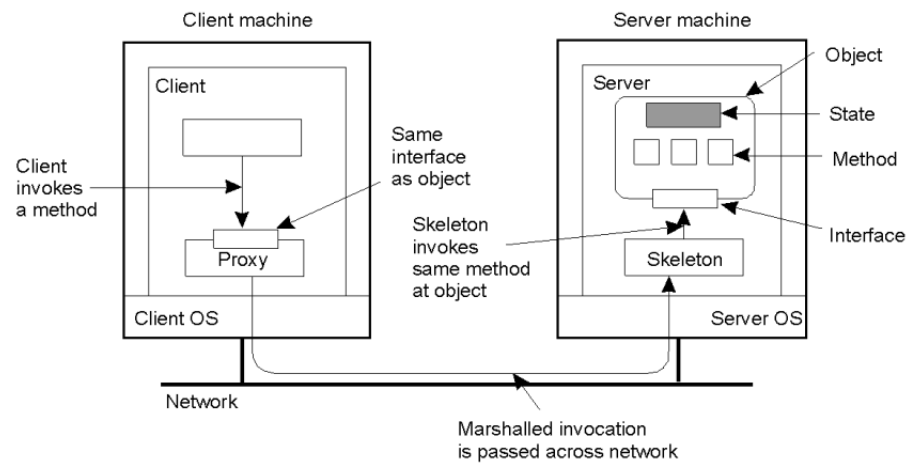 Client machine
Server machine
Client
Server
Object
State
Method
Interface
Same
interface
as object
Client
invokes
a method
Proxy
Skeleton
invokes
same method
at object
Skeleton
Client OS
Server OS
Network
Marshalled invocation
is passed across network